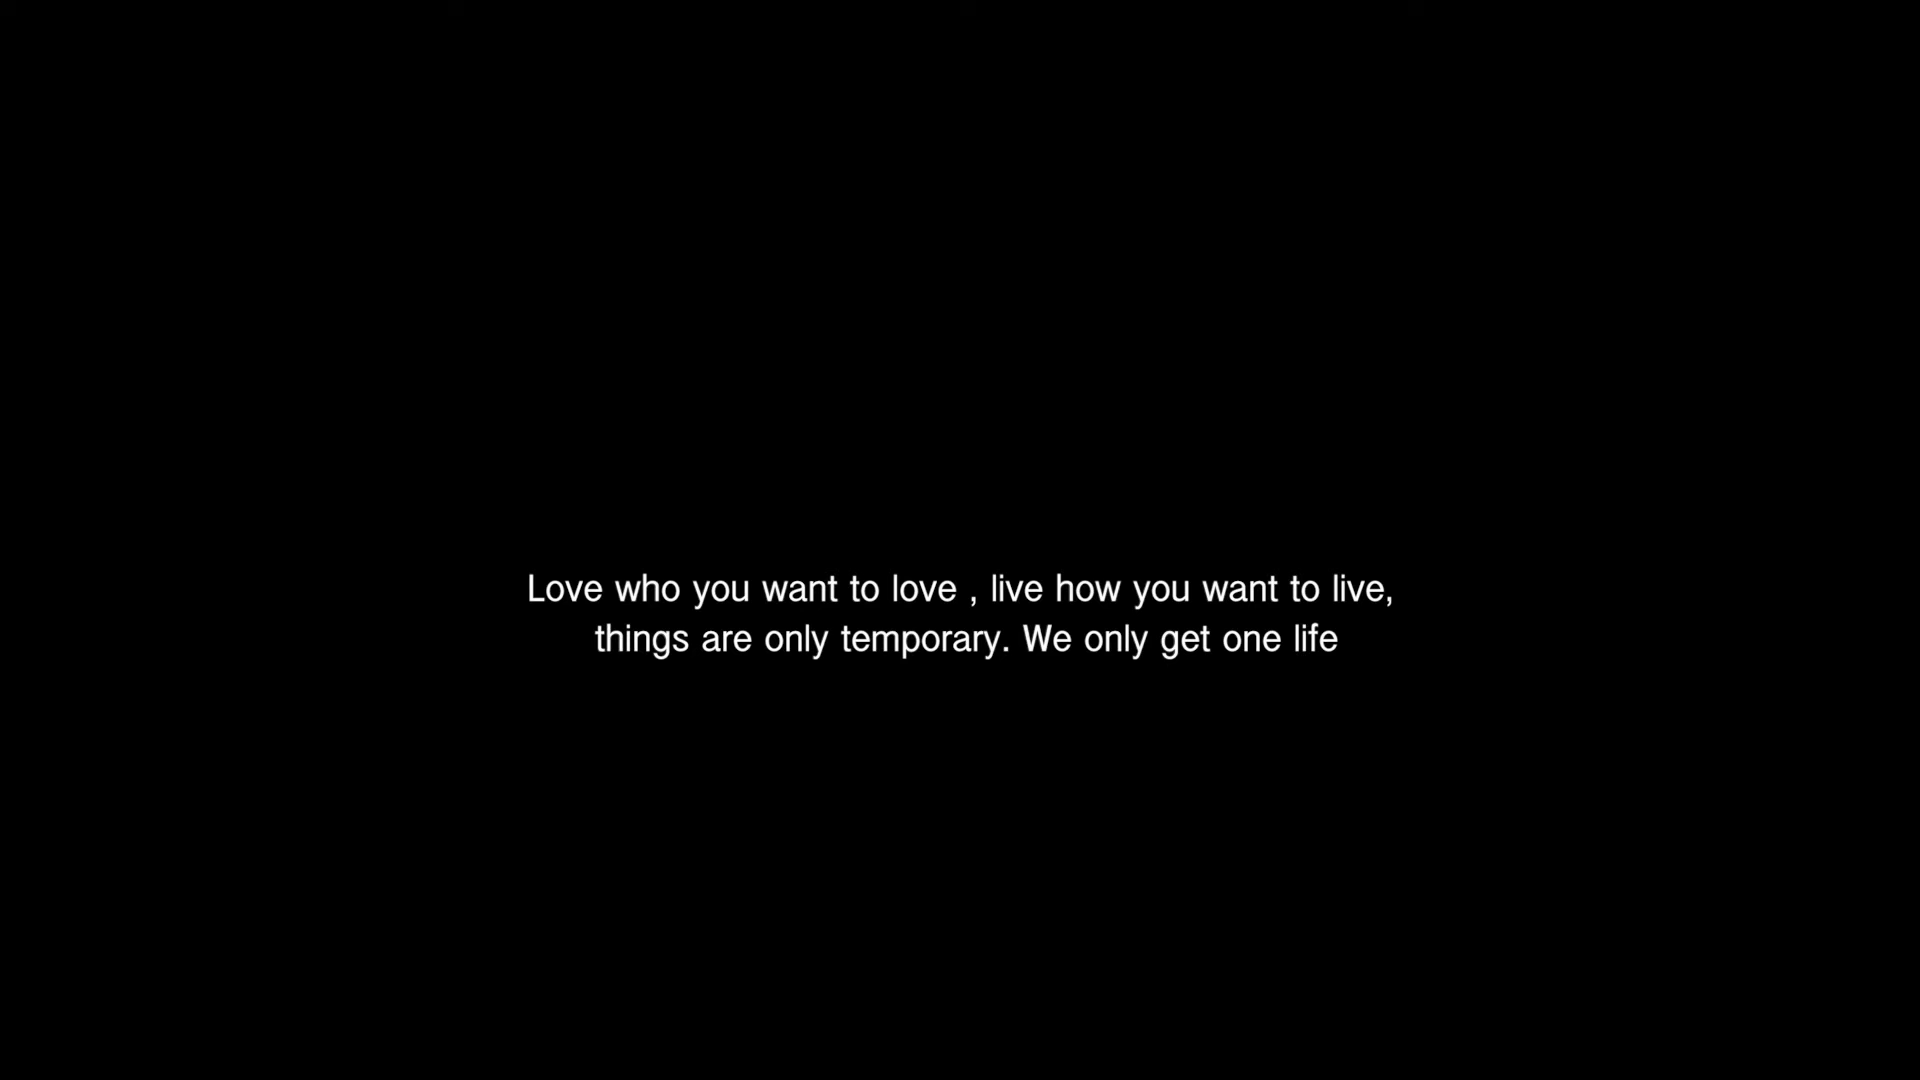 Love who you want to love , live how you want to live,
things are only temporary. We only get one life